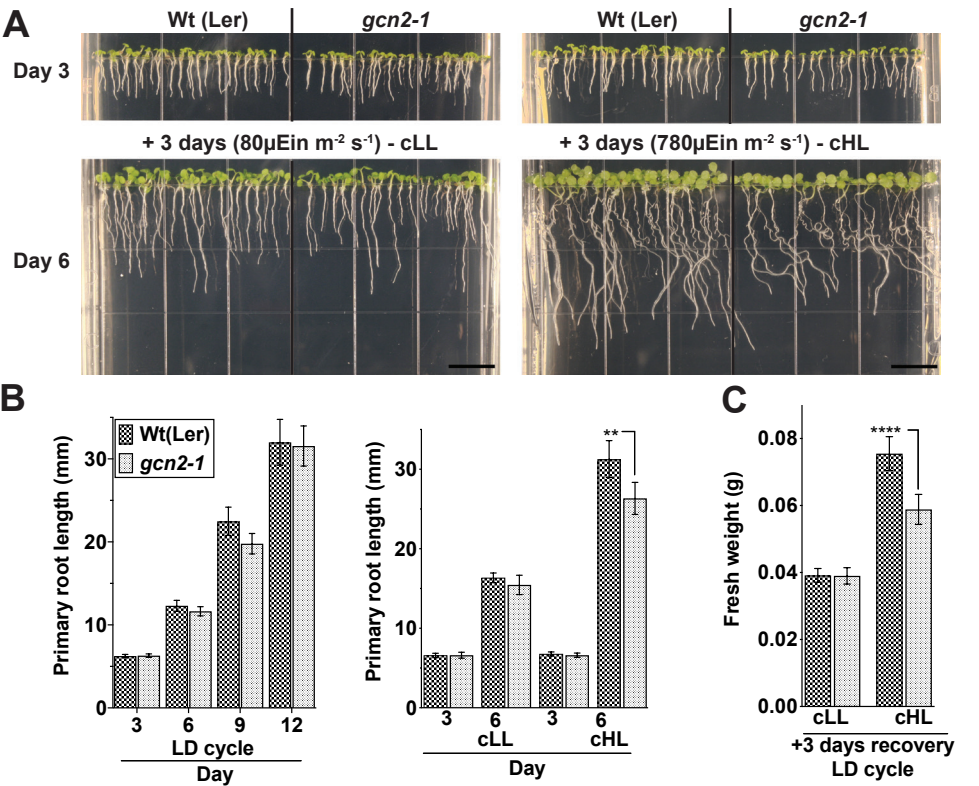 A
Wt (Ler) gcn2-1 Wt (Ler) gcn2-1
Day 3
+ 3 days (80µEin m-2 s-1) - cLL + 3 days (780µEin m-2 s-1) - cHL
Day 6
B
Primary root length (mm)
30
20
10
0
Wt(Ler)
gcn2-1
3 6 9 12
LD cycle
Day
Primary root length (mm)
30
20
10
0
**
3 6 3 6
cLL cHL
Day
C
Fresh weight (g)
0.08
0.06
0.04
0.02
0.00
****
cLL cHL
+3 days recovery
LD cycle